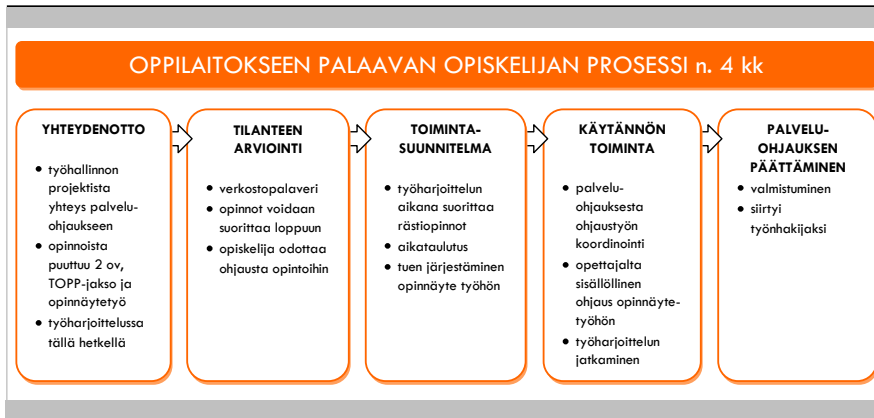 OPPILAITOKSEEN PALAAVAN OPISKELIJAN PROSESSI n. 4 kk
YHTEYDENOTTO
• työhallinnon
projektista
yhteys palvelu-
ohjaukseen
• opinnoista
puuttuu 2 ov,
TOPP-jakso ja
opinnäytetyö
• työharjoittelussa
tällä hetkellä
TILANTEEN
ARVIOINTI
• verkostopalaveri
• opinnot voidaan
suorittaa loppuun
• opiskelija odottaa
ohjausta opintoihin
TOIMINTA-
SUUNNITELMA
• työharjoittelun
aikana suorittaa
rästiopinnot
• aikataulutus
• tuen järjestäminen
opinnäyte työhön
KÄYTÄNNÖN
TOIMINTA
• palvelu-
ohjauksesta
ohjaustyön
koordinointi
• opettajalta
sisällöllinen
ohjaus opinnäyte-
työhön
• työharjoittelun
jatkaminen
PALVELU-
OHJAUKSEN
PÄÄTTÄMINEN
• valmistuminen
• siirtyi
työnhakijaksi